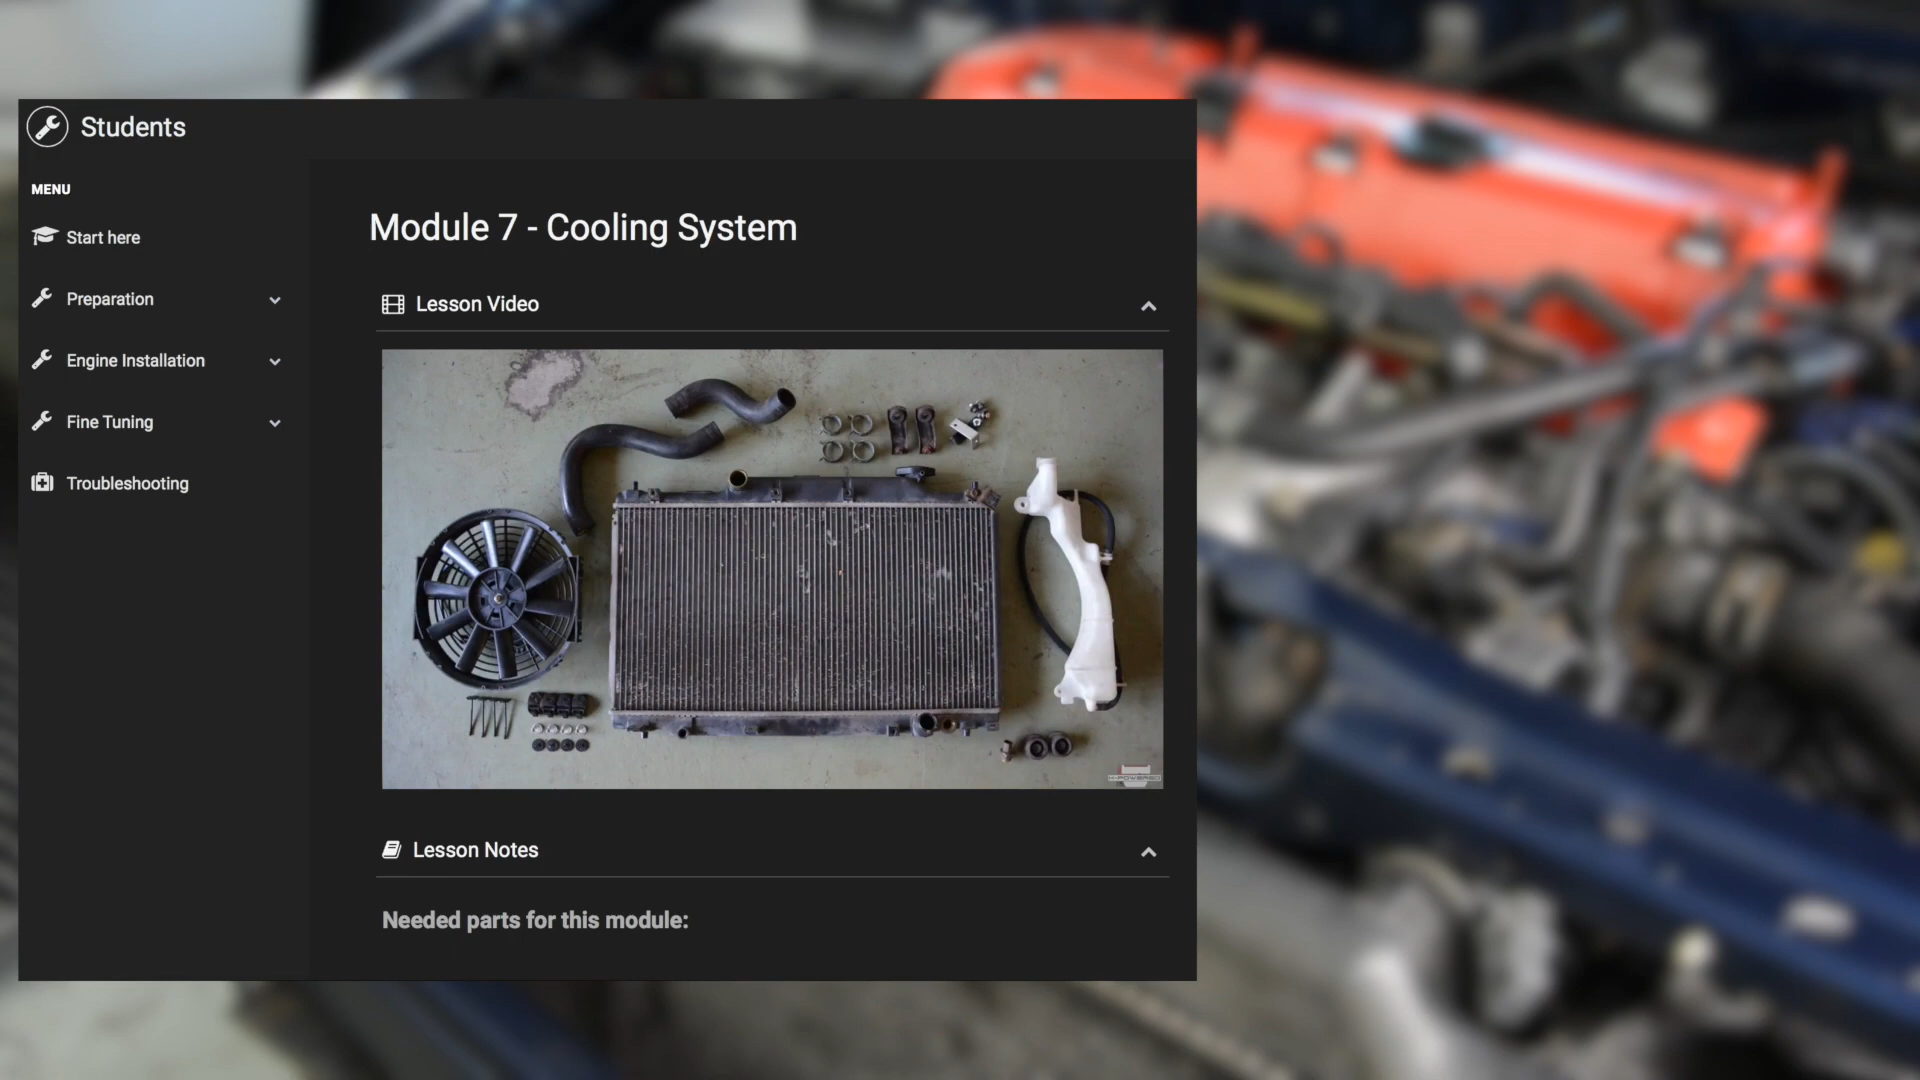 Students
MENU
Start here
Preparation
Engine Installation
Fine Tuning
Troubleshooting
Module 7 - Cooling System
Lesson Video
Lesson Notes
Needed parts for this module: